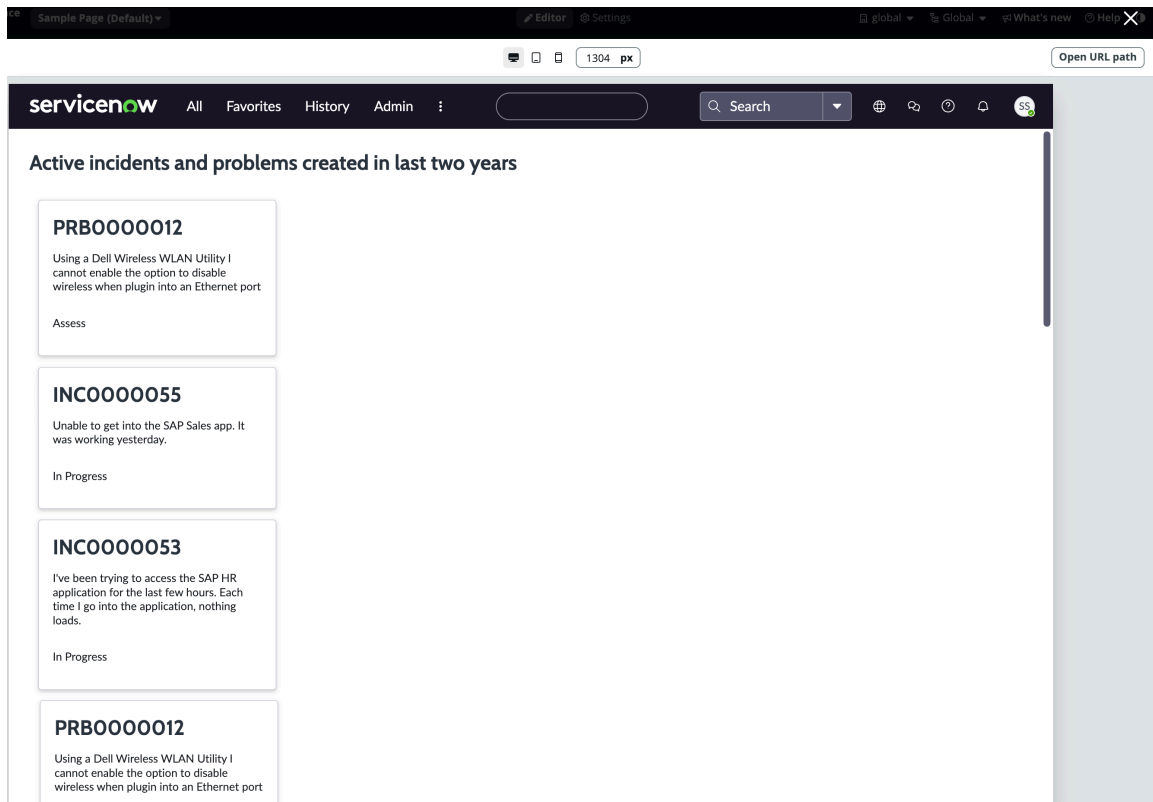 ce
Sample Page (Default)
Editor
Settings
global
Global
What's new
Help
1304 px
Open URL path
servicenow
All
Favorites
History
Admin
Search
SS
Active incidents and problems created in last two years
PRB0000012
Using a Dell Wireless WLAN Utility I
cannot enable the option to disable
wireless when plugin into an Ethernet port
Assess
INC0000055
Unable to get into the SAP Sales app. It
was working yesterday.
In Progress
INC0000053
I've been trying to access the SAP HR
application for the last few hours. Each
time I go into the application, nothing
loads.
In Progress
PRB0000012
Using a Dell Wireless WLAN Utility I
cannot enable the option to disable
wireless when plugin into an Ethernet port